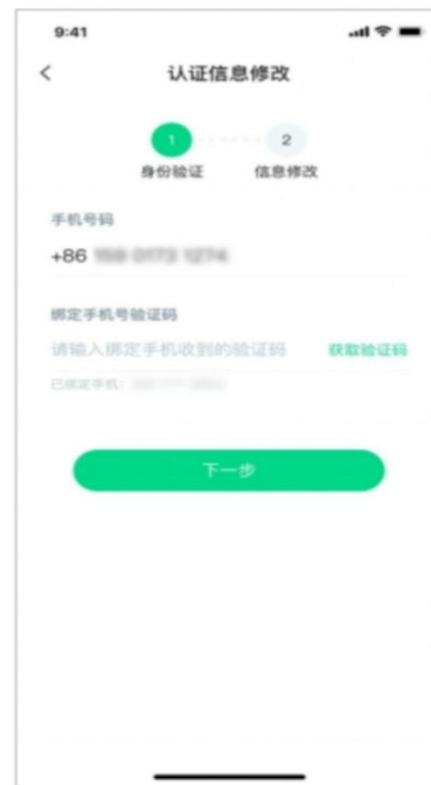 9:41
认证信息修改
1
2
身份验证
信息修改
手机号码
+86
绑定手机号验证码
请输入绑定手机收到的验证码
获取验证码
已绑定手机:
下一步